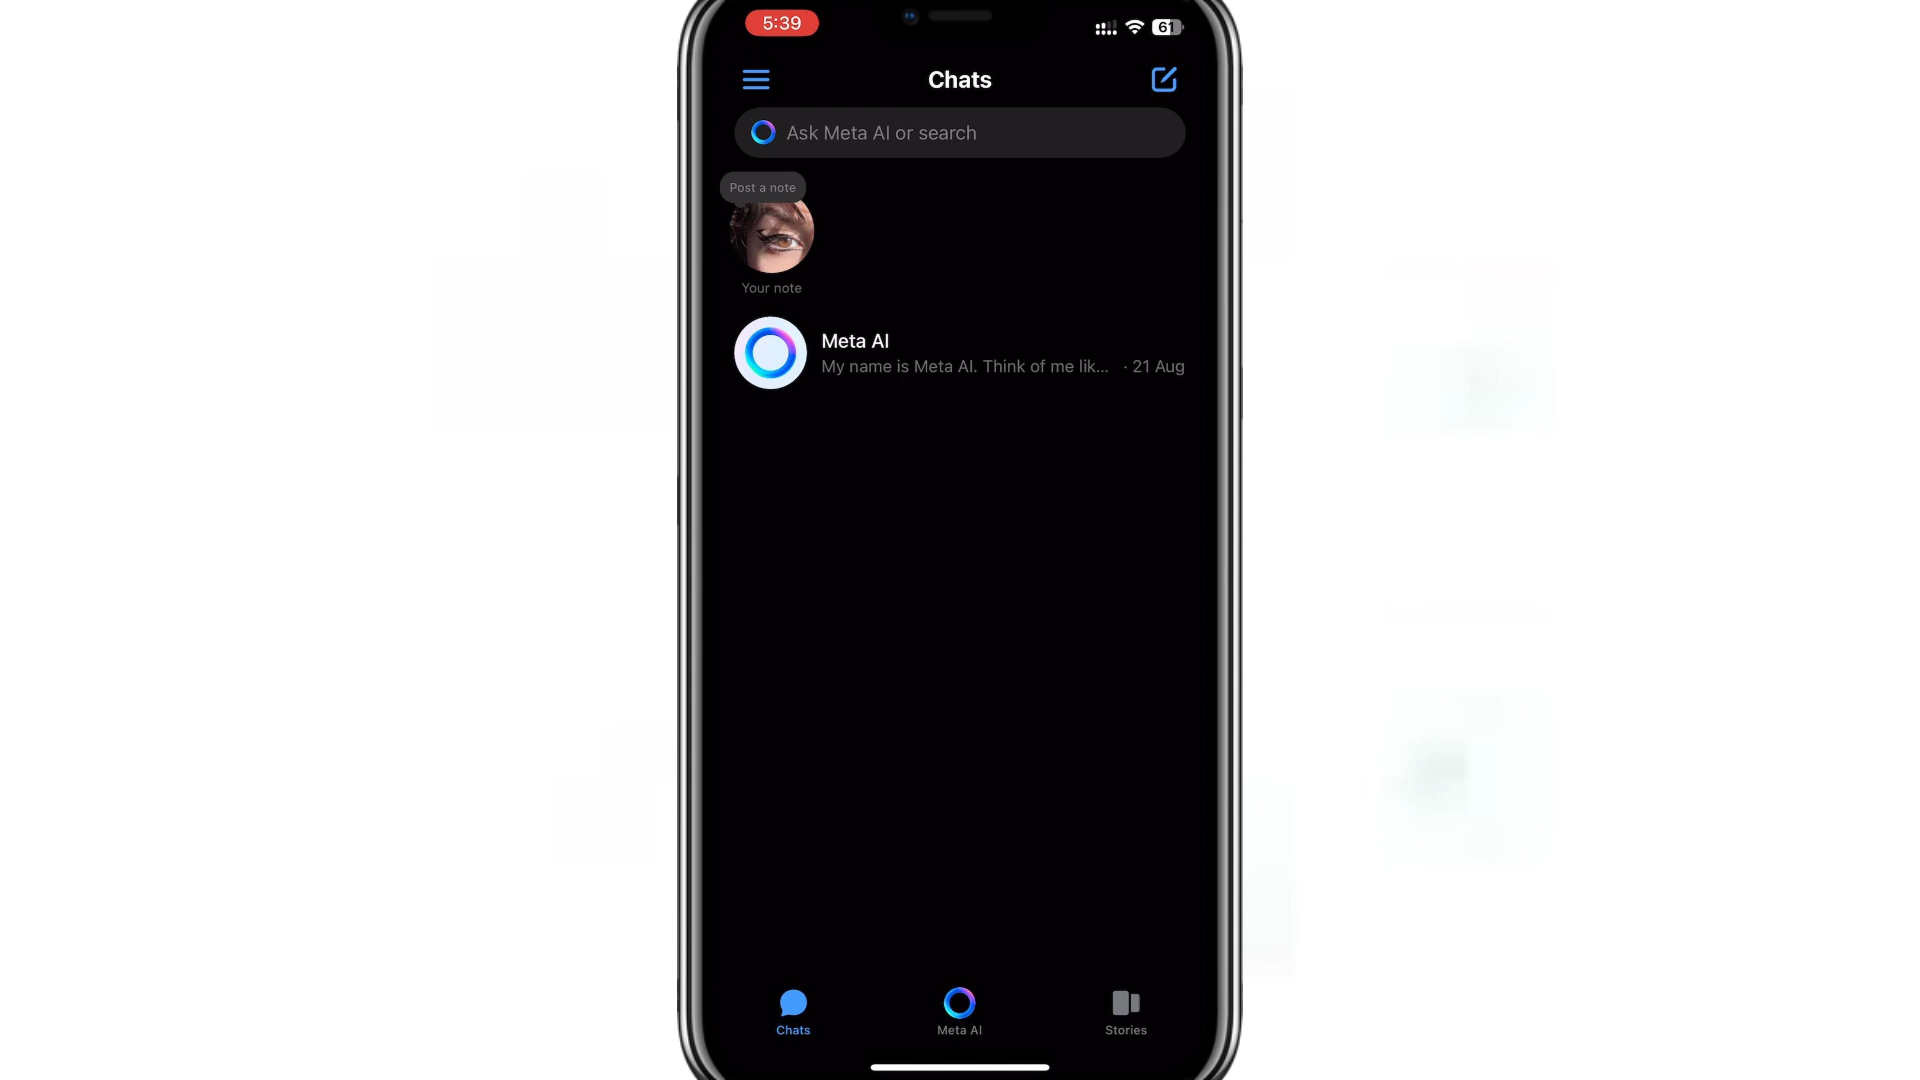 5:39
61
Chats
Ask Meta AI or search
Post a note
Your note
Meta AI
My name is Meta AI. Think of me lik... · 21 Aug
Chats
Meta AI
Stories